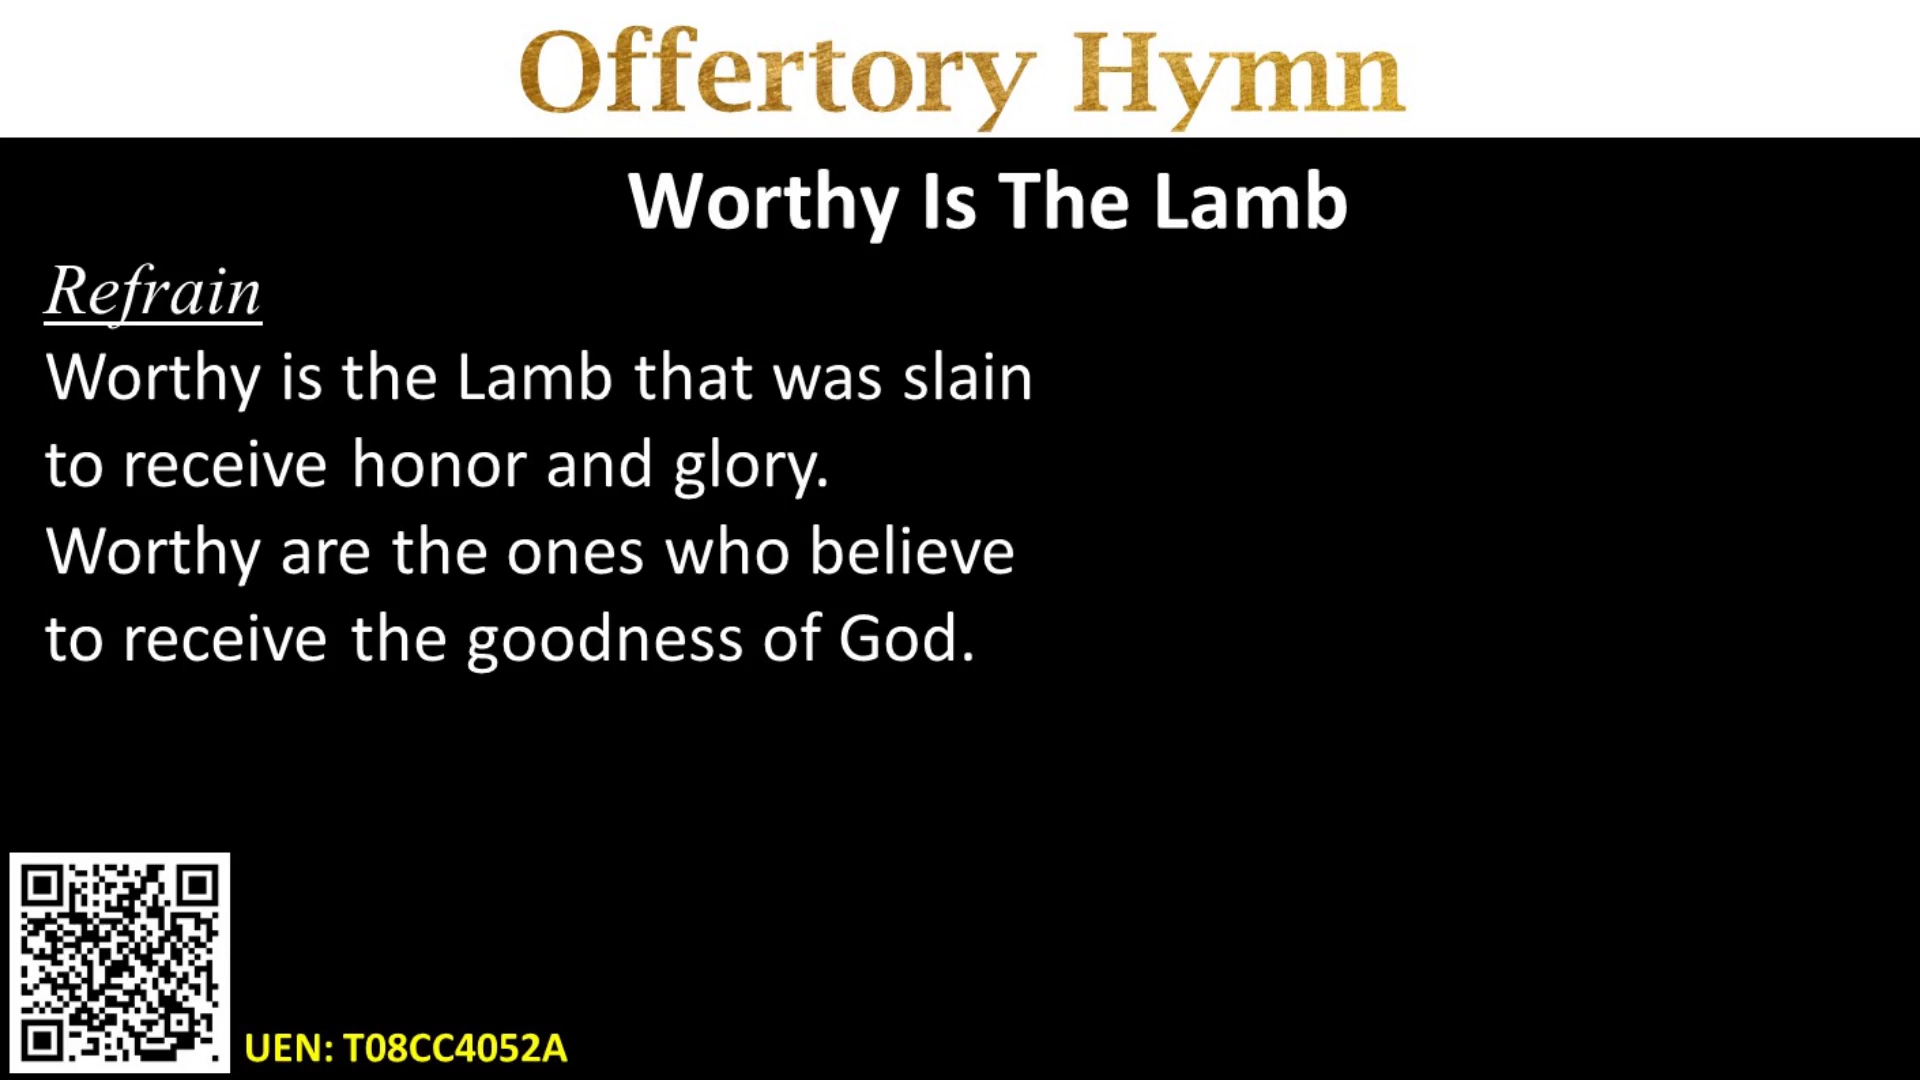 Offertory Hymn
Worthy Is The Lamb
Refrain
Worthy is the Lamb that was slain
to receive honor and glory.
Worthy are the ones who believe
to receive the goodness of God.
UEN: T08CC4052A